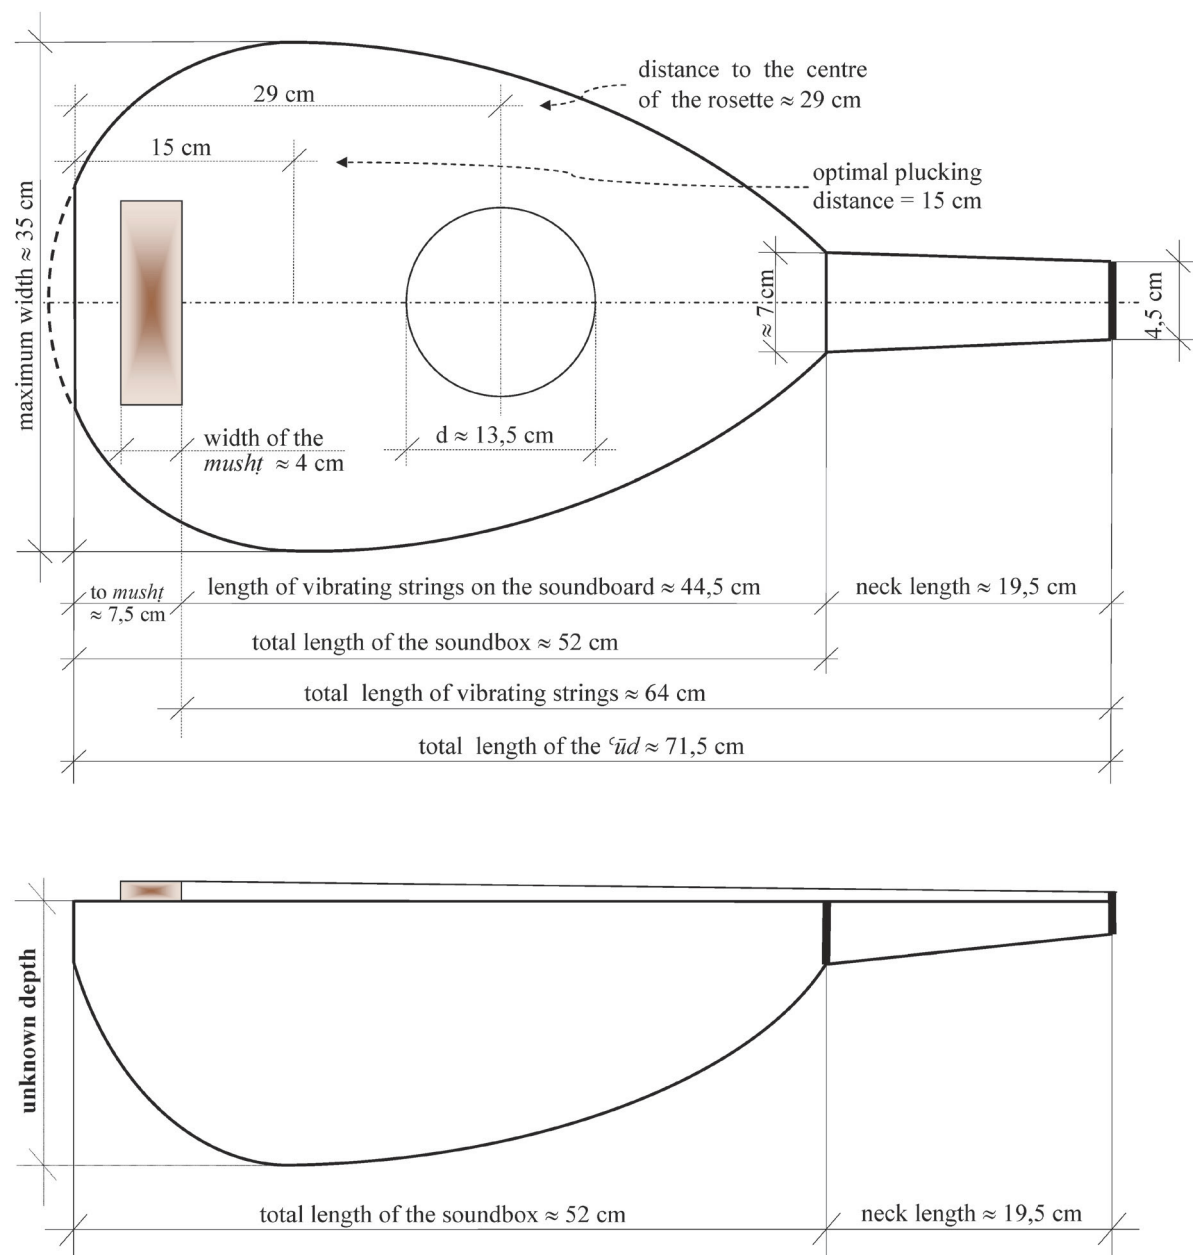 distance to the centre
of the rosette ≈ 29 cm
29 cm
15 cm
optimal plucking
distance = 15 cm
maximum width ≈ 35 cm
≈ 7 cm
4,5 cm
width of the
mushṭ ≈ 4 cm
d ≈ 13,5 cm
to mushṭ
≈ 7,5 cm
length of vibrating strings on the soundboard ≈ 44,5 cm
neck length ≈ 19,5 cm
total length of the soundbox ≈ 52 cm
total length of vibrating strings ≈ 64 cm
total length of the ʿūd ≈ 71,5 cm
unknown depth
total length of the soundbox ≈ 52 cm
neck length ≈ 19,5 cm